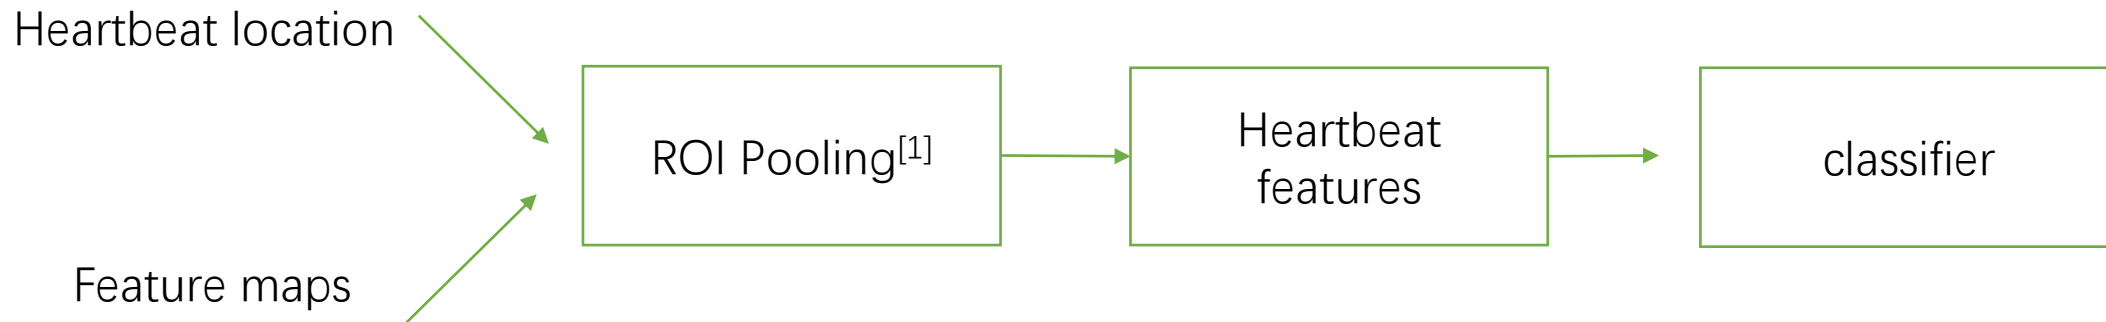 Heartbeat location
ROI Pooling[1]
Heartbeat
features
classifier
Feature maps